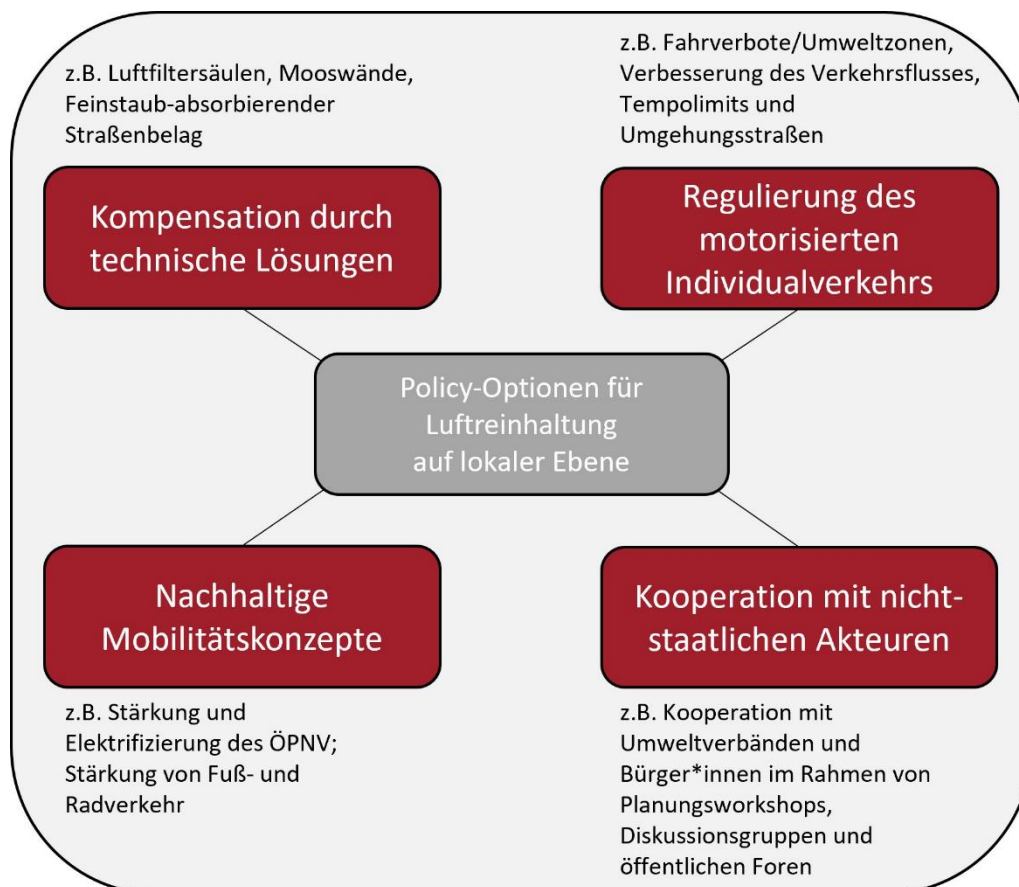 z.B. Luftfiltersäulen, Mooswände,
Feinstaub-absorbierender
Straßenbelag
Kompensation durch
technische Lösungen
z.B. Fahrverbote/Umweltzonen,
Verbesserung des Verkehrsflusses,
Tempolimits und
Umgehungsstraßen
Regulierung des
motorisierten
Individualverkehrs
Policy-Optionen für
Luftreinhaltung
auf lokaler Ebene
Nachhaltige
Mobilitätskonzepte
z.B. Stärkung und
Elektrifizierung des ÖPNV;
Stärkung von Fuß- und
Radverkehr
Kooperation mit nicht-
staatlichen Akteuren
z.B. Kooperation mit
Umweltverbänden und
Bürger*innen im Rahmen von
Planungsworkshops,
Diskussionsgruppen und
öffentlichen Foren